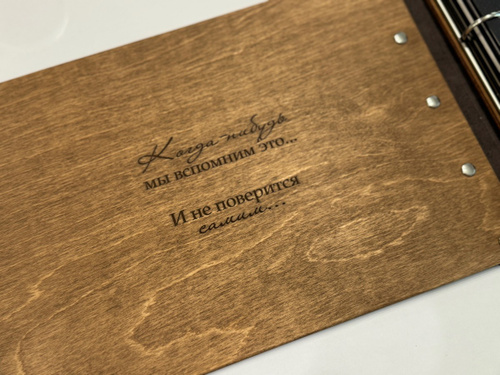 Когда-нибудь
мы вспомним это...
И не поверится
самим...